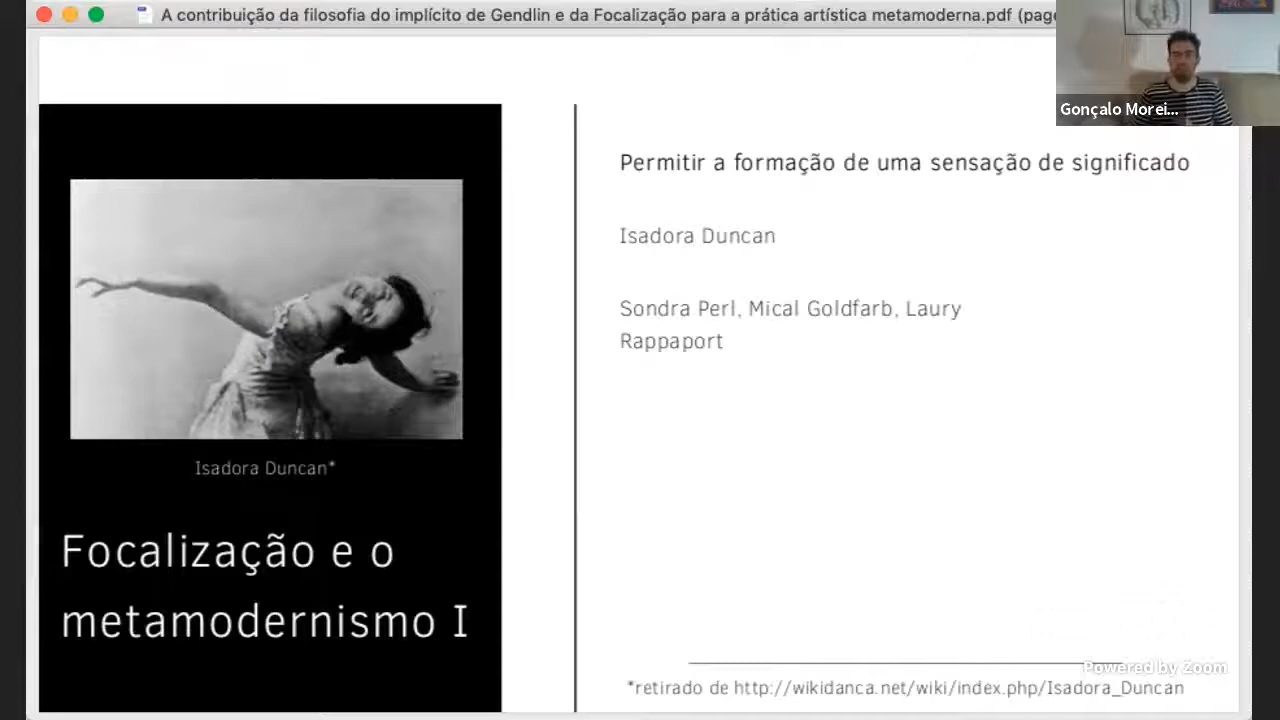 A contribuição da filosofia do implícito de Gendlin e da Focalização para a prática artística metamoderna.pdf (page
Gonçalo Morei...
Permitir a formação de uma sensação de significado
Isadora Duncan
Sondra Perl, Mical Goldfarb, Laury
Rappaport
Isadora Duncan*
Focalização e o
metamodernismo I
Powered by Zoom
*retirado de http://wikidanca.net/wiki/index.php/Isadora_Duncan